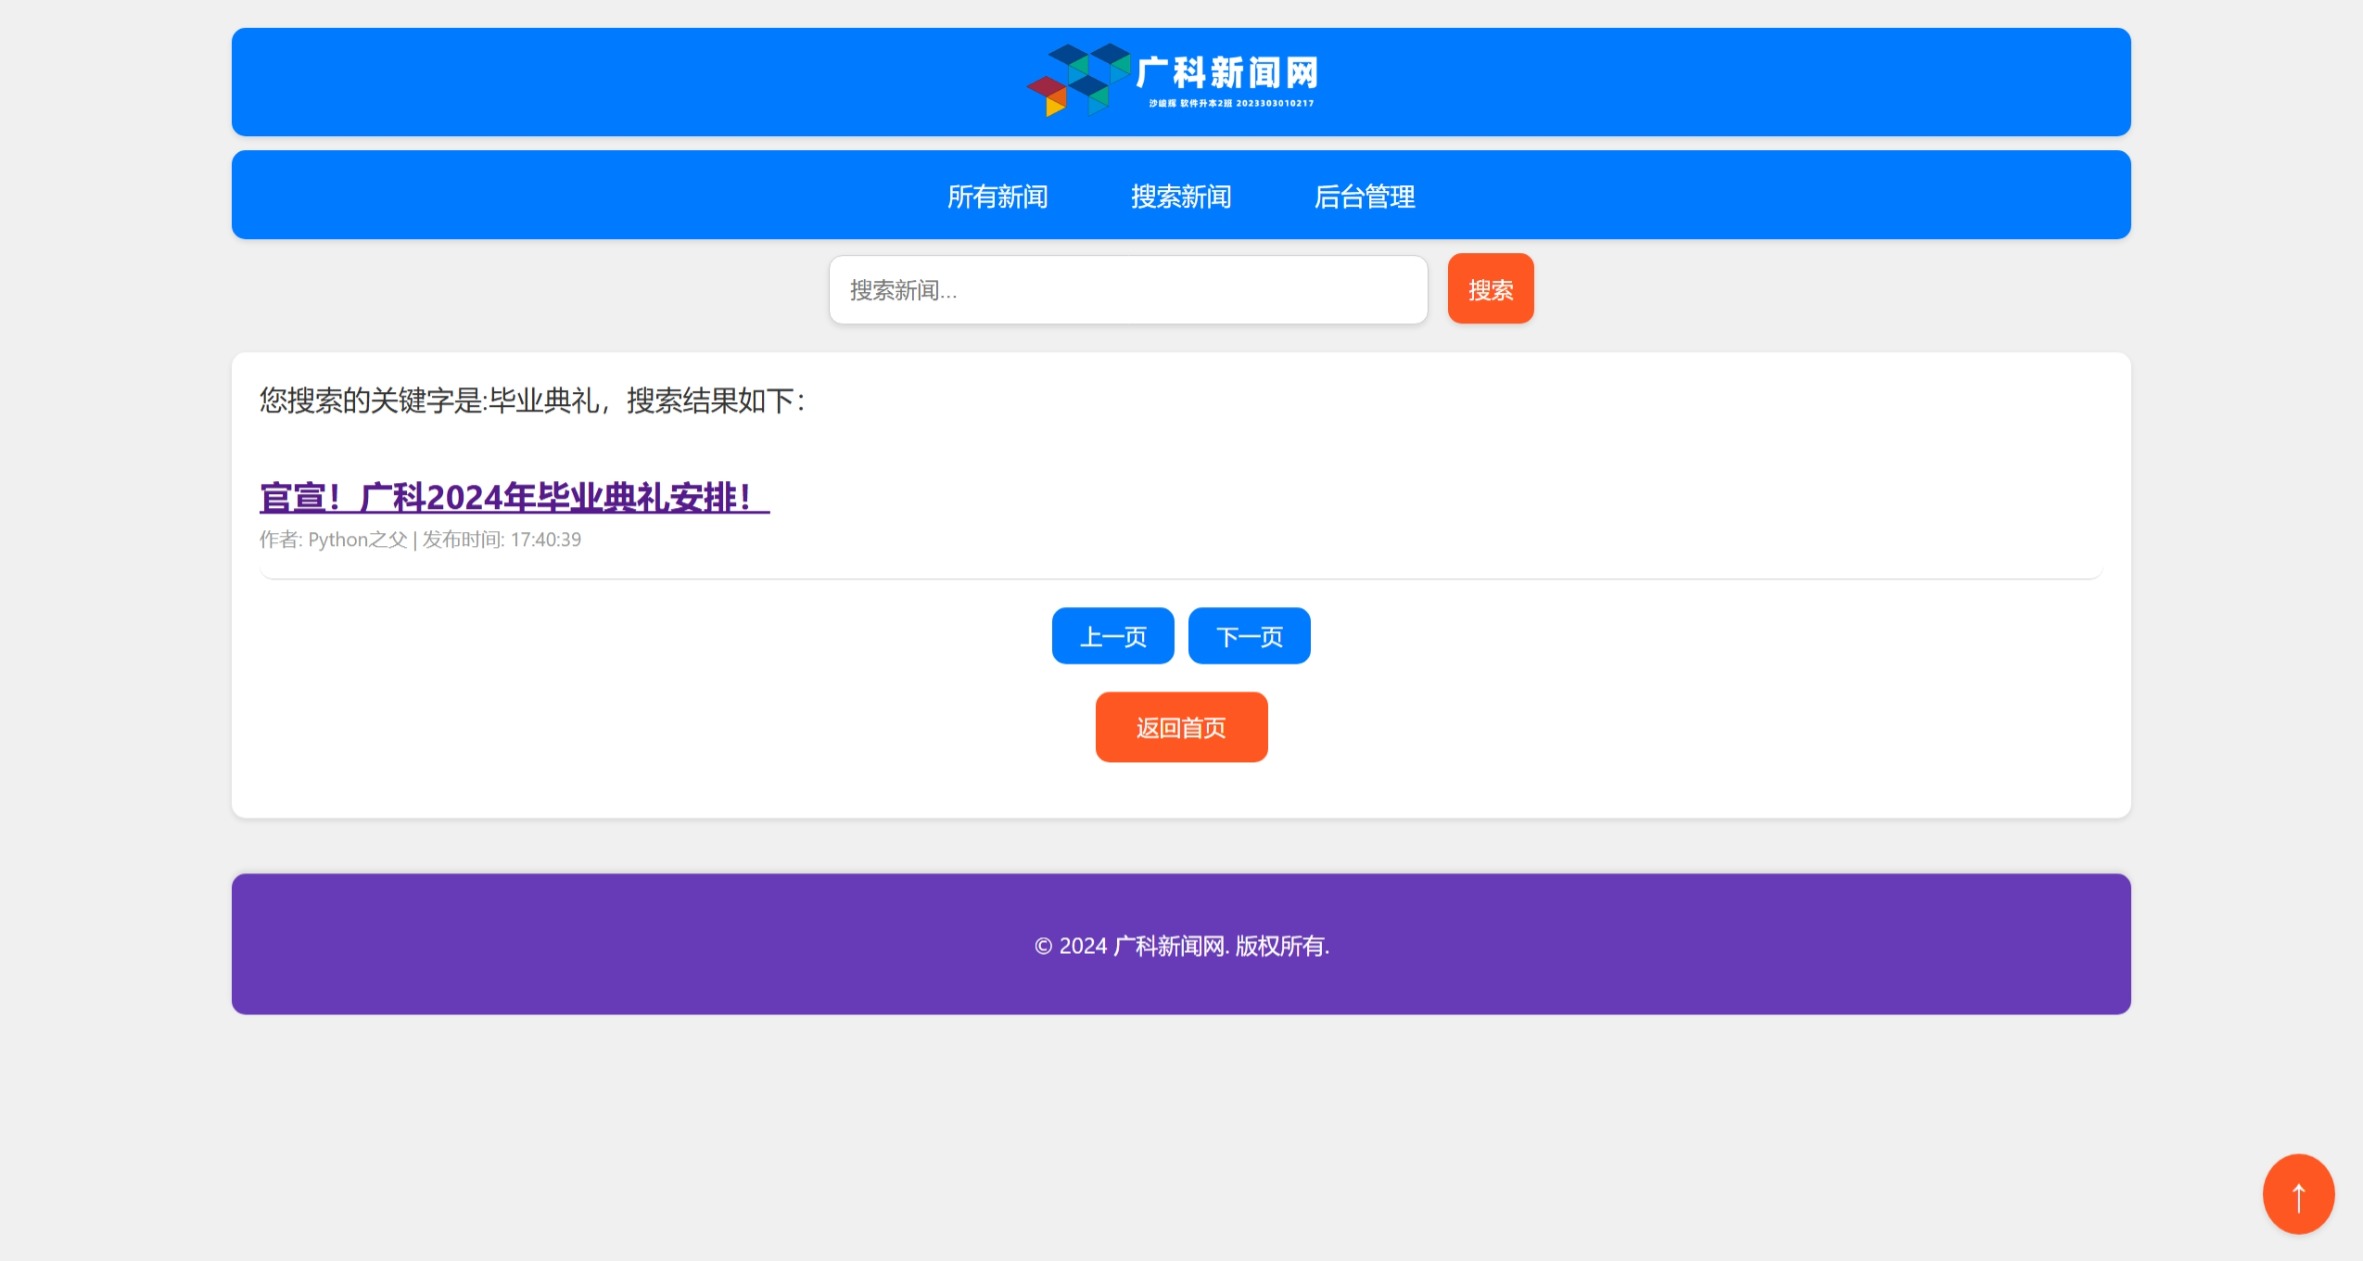 广科新闻网
沙峻辉 软件升本2班 2023303010217
所有新闻 搜索新闻 后台管理
搜索新闻... 搜索
您搜索的关键字是:毕业典礼，搜索结果如下：
官宣！广科2024年毕业典礼安排！
作者: Python之父 | 发布时间: 17:40:39
上一页 下一页
返回首页
© 2024 广科新闻网. 版权所有.
↑